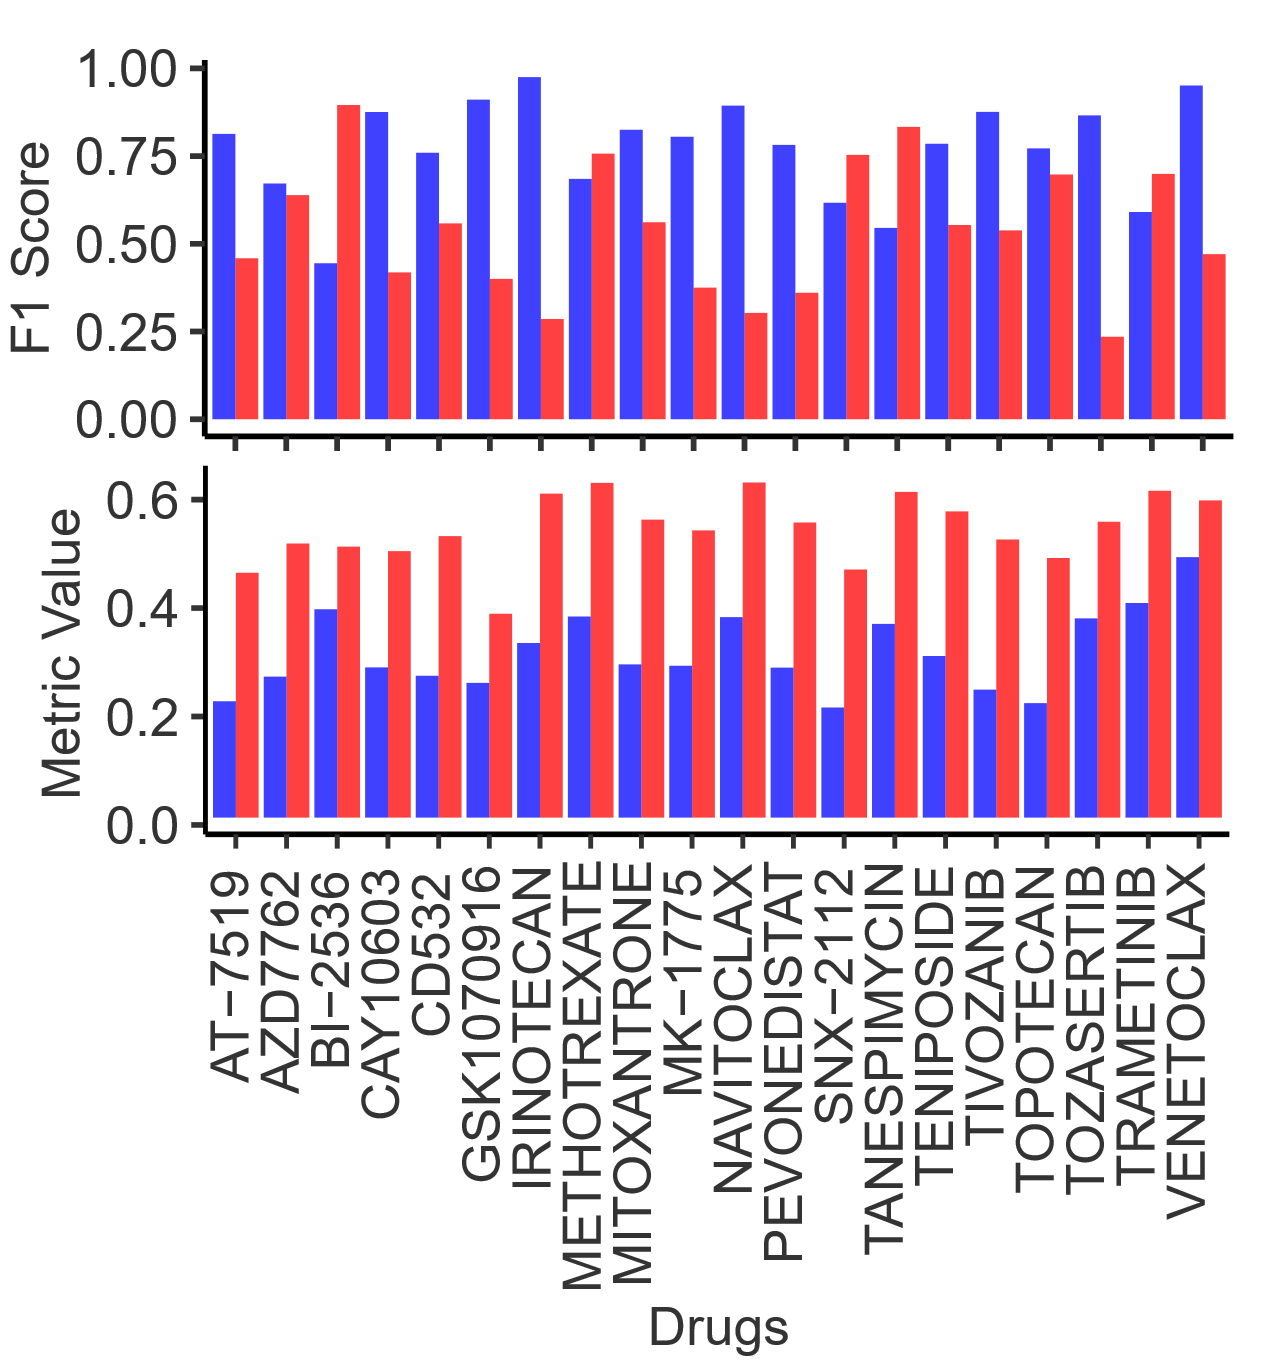 F1 Score
1.00
0.75
0.50
0.25
0.00
Metric Value
0.6
0.4
0.2
0.0
AT−7519
AZD7762
BI−2536
CAY10603
CD532
GSK1070916
IRINOTECAN
METHOTREXATE
MITOXANTRONE
MK−1775
NAVITOCLAX
PEVONEDISTAT
SNX−2112
TANESPIMYCIN
TENIPOSIDE
TIVOZANIB
TOPOTECAN
TOZASERTIB
TRAMETINIB
VENETOCLAX
Drugs